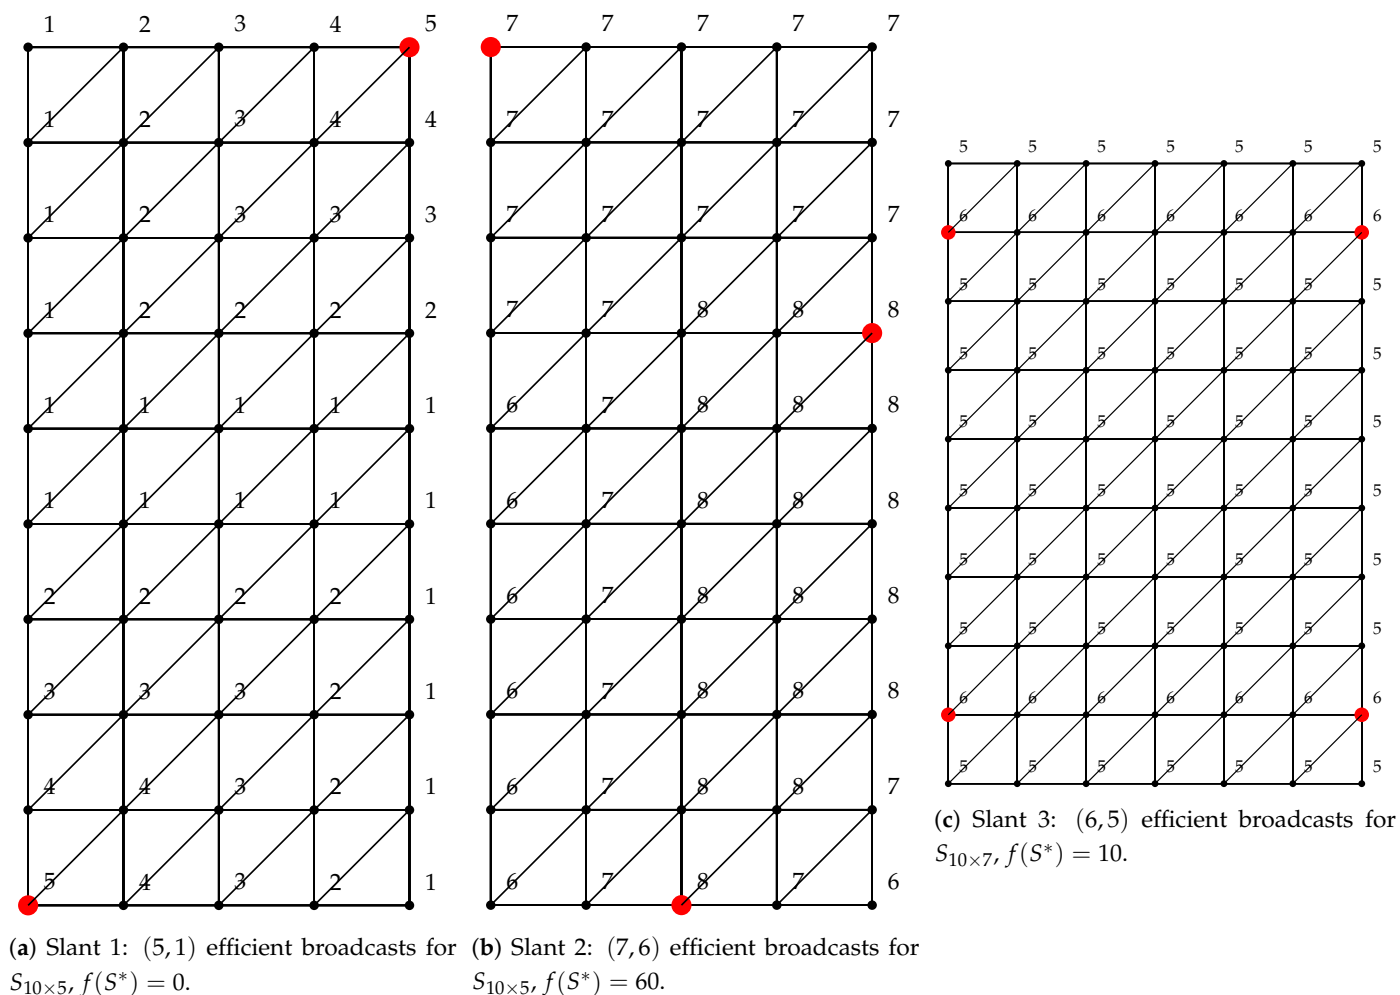 1 2 3 4 5
1 2 3 4 4
1 2 3 3 3
1 2 2 2 2
1 1 1 1 1
1 1 1 1 1
2 2 2 2 1
3 3 3 2 1
4 4 3 2 1
5 4 3 2 1
(a) Slant 1: (5, 1) efficient broadcasts for
S10×5, f(S*) = 0.
7 7 7 7 7
7 7 7 7 7
7 7 7 7 7
7 7 8 8 8
6 7 8 8 8
6 7 8 8 8
6 7 8 8 8
6 7 8 8 8
6 7 8 8 7
6 7 8 7 6
(b) Slant 2: (7, 6) efficient broadcasts for
S10×5, f(S*) = 60.
5 5 5 5 5 5 5
6 6 6 6 6 6 6
5 5 5 5 5 5 5
5 5 5 5 5 5 5
5 5 5 5 5 5 5
5 5 5 5 5 5 5
5 5 5 5 5 5 5
5 5 5 5 5 5 5
6 6 6 6 6 6 6
5 5 5 5 5 5 5
(c) Slant 3: (6, 5) efficient broadcasts for
S10×7, f(S*) = 10.